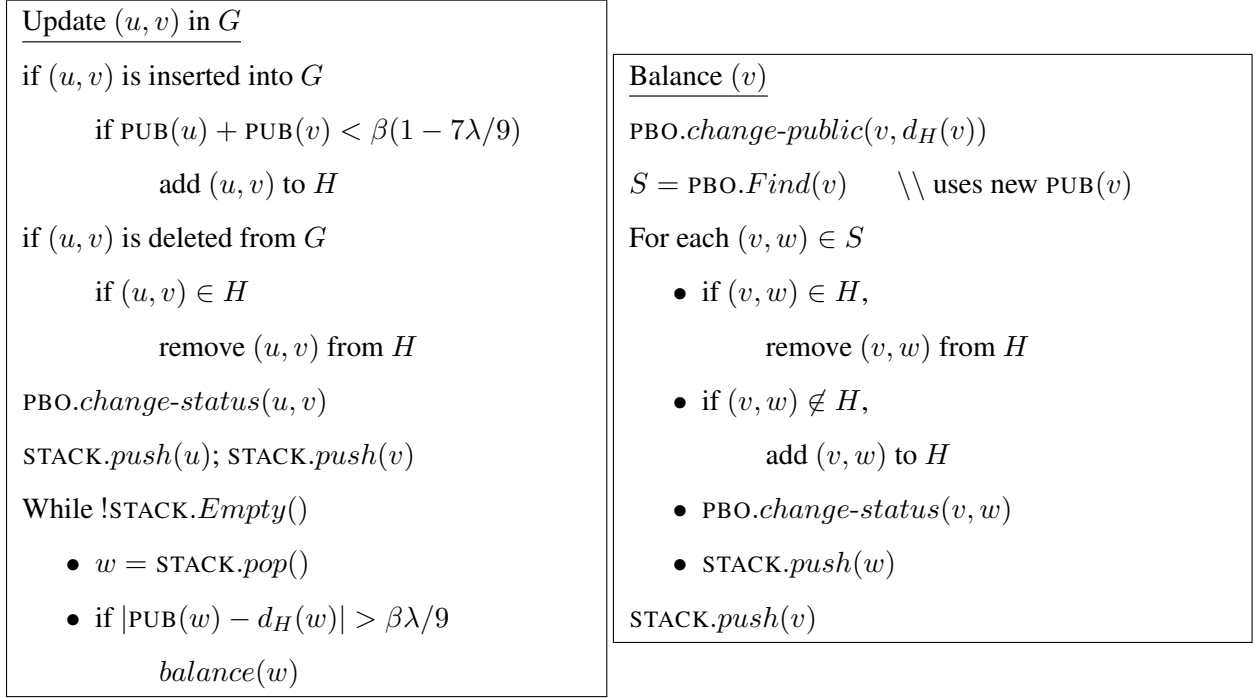 Update (u, v) in G
if (u, v) is inserted into G
if PUB(u) + PUB(v) < β(1 − 7λ/9)
add (u, v) to H
if (u, v) is deleted from G
if (u, v) ∈ H
remove (u, v) from H
PBO.change-status(u, v)
STACK.push(u); STACK.push(v)
While !STACK.Empty()
• w = STACK.pop()
• if |PUB(w) − d_H(w)| > βλ/9
balance(w)
Balance (v)
PBO.change-public(v, d_H(v))
S = PBO.Find(v) \\ uses new PUB(v)
For each (v, w) ∈ S
• if (v, w) ∈ H,
remove (v, w) from H
• if (v, w) ∉ H,
add (v, w) to H
• PBO.change-status(v, w)
• STACK.push(w)
STACK.push(v)